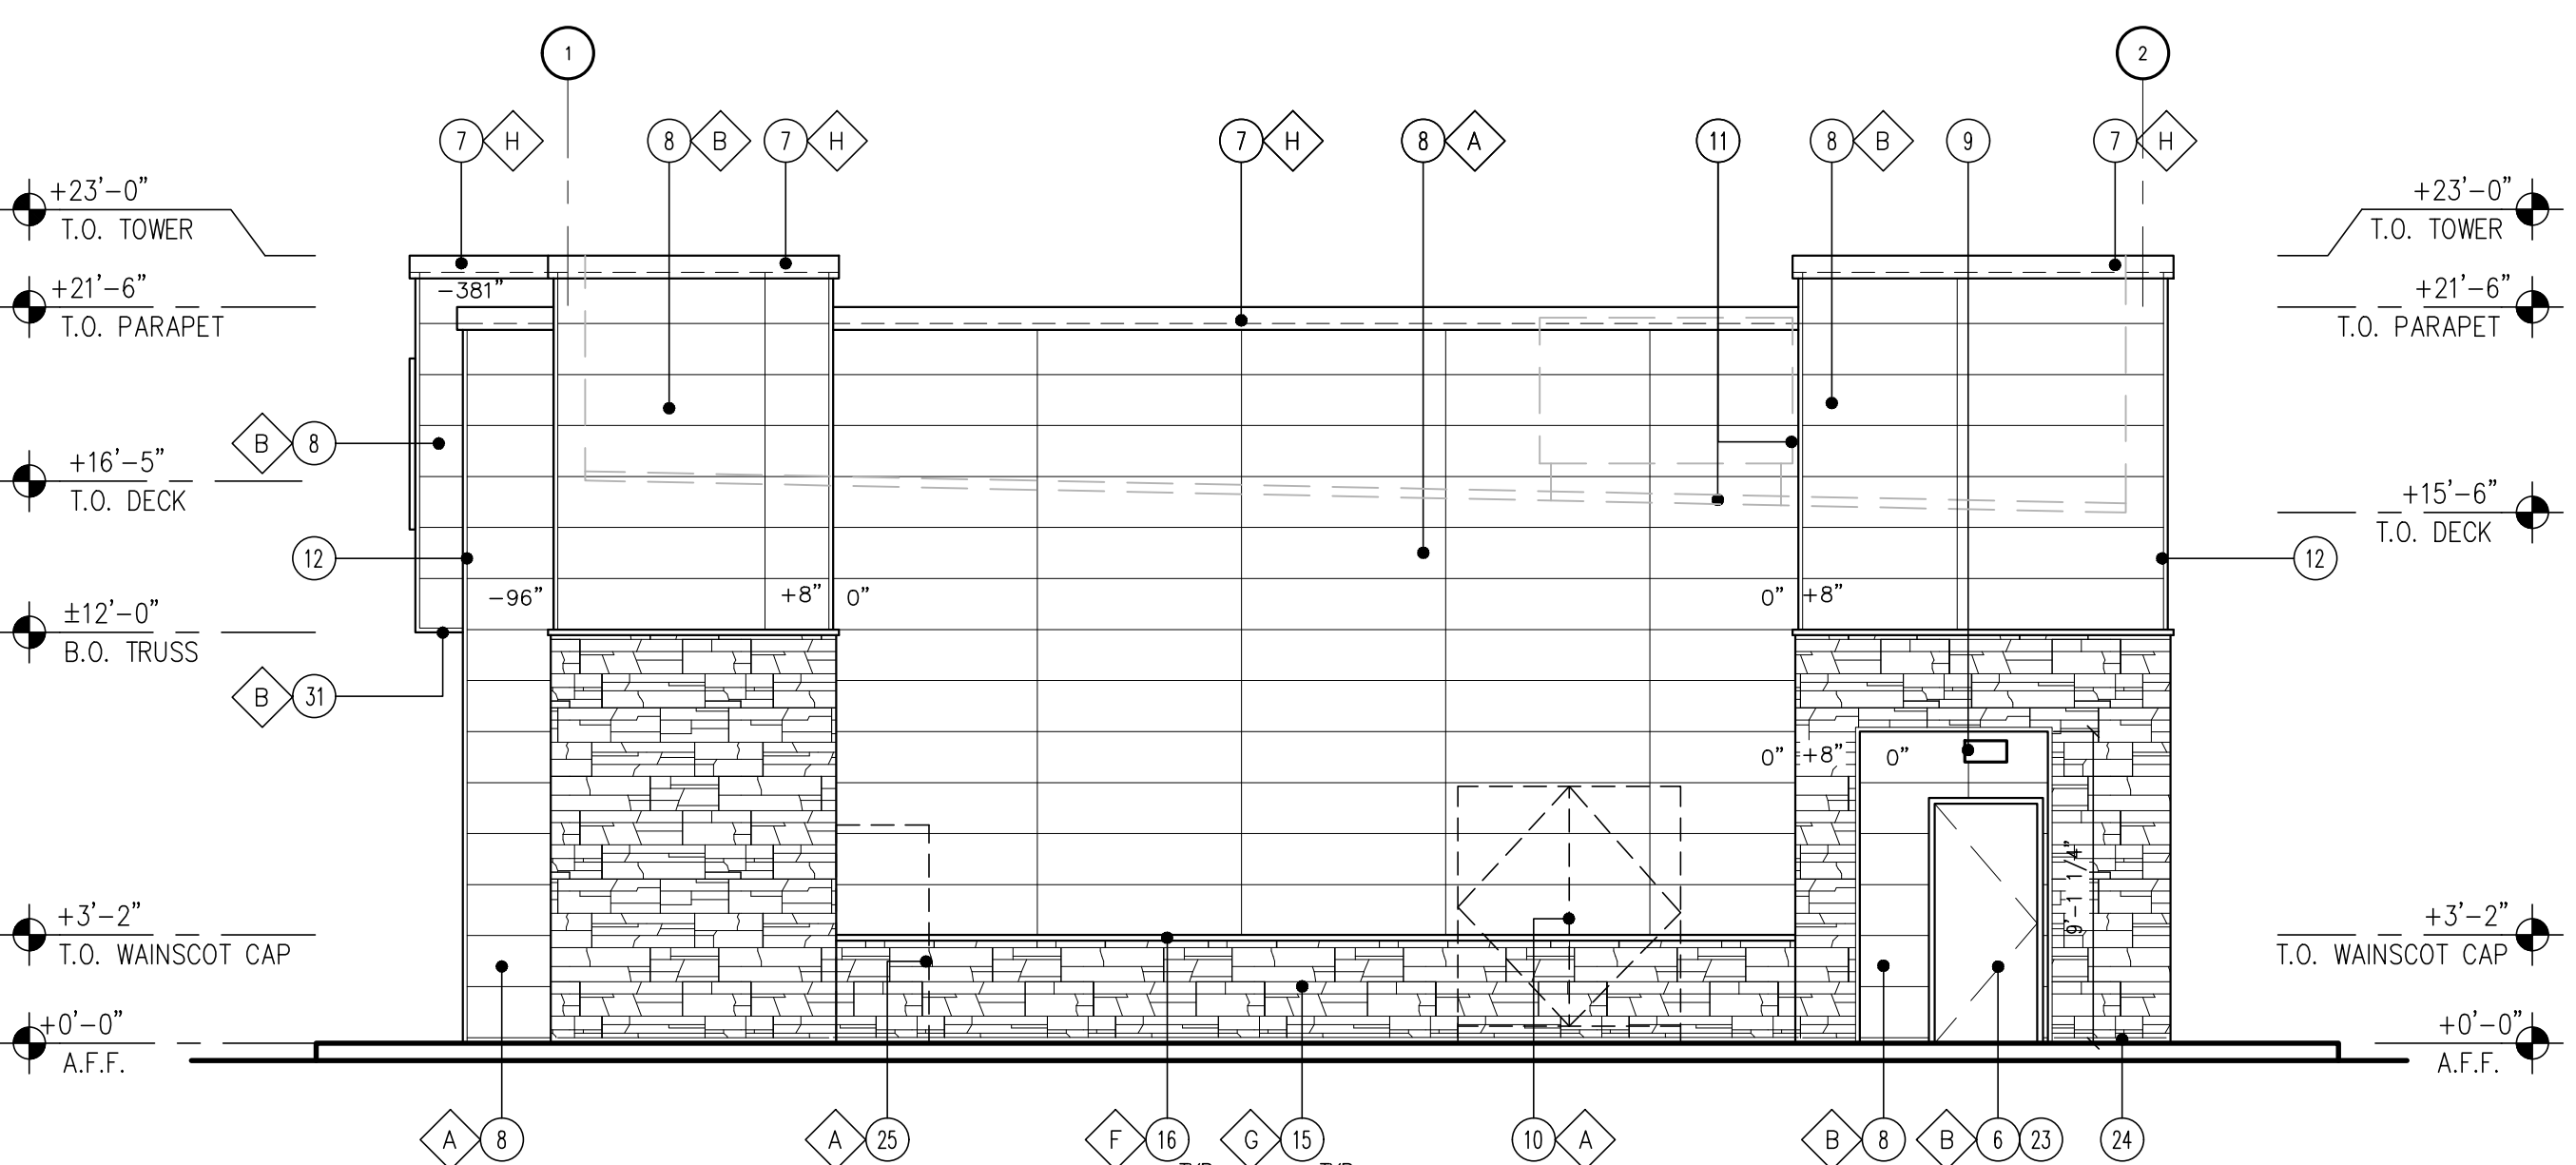 1
2
7 H
8 B
7 H
7 H
8 A
11
8 B
9
7 H
+23'-0"
T.O. TOWER
+23'-0"
T.O. TOWER
+21'-6"
T.O. PARAPET
-381"
+21'-6"
T.O. PARAPET
B 8
+16'-5"
T.O. DECK
+15'-6"
T.O. DECK
12
12
-96"
+8"
0"
0"
+8"
±12'-0"
B.O. TRUSS
B 31
0"
+8"
0"
9'-1 1/4"
+3'-2"
T.O. WAINSCOT CAP
+3'-2"
T.O. WAINSCOT CAP
+0'-0"
A.F.F.
+0'-0"
A.F.F.
A 8
A 25
F 16
G 15
10 A
B 8
B 6 23
24
TYP
TYP